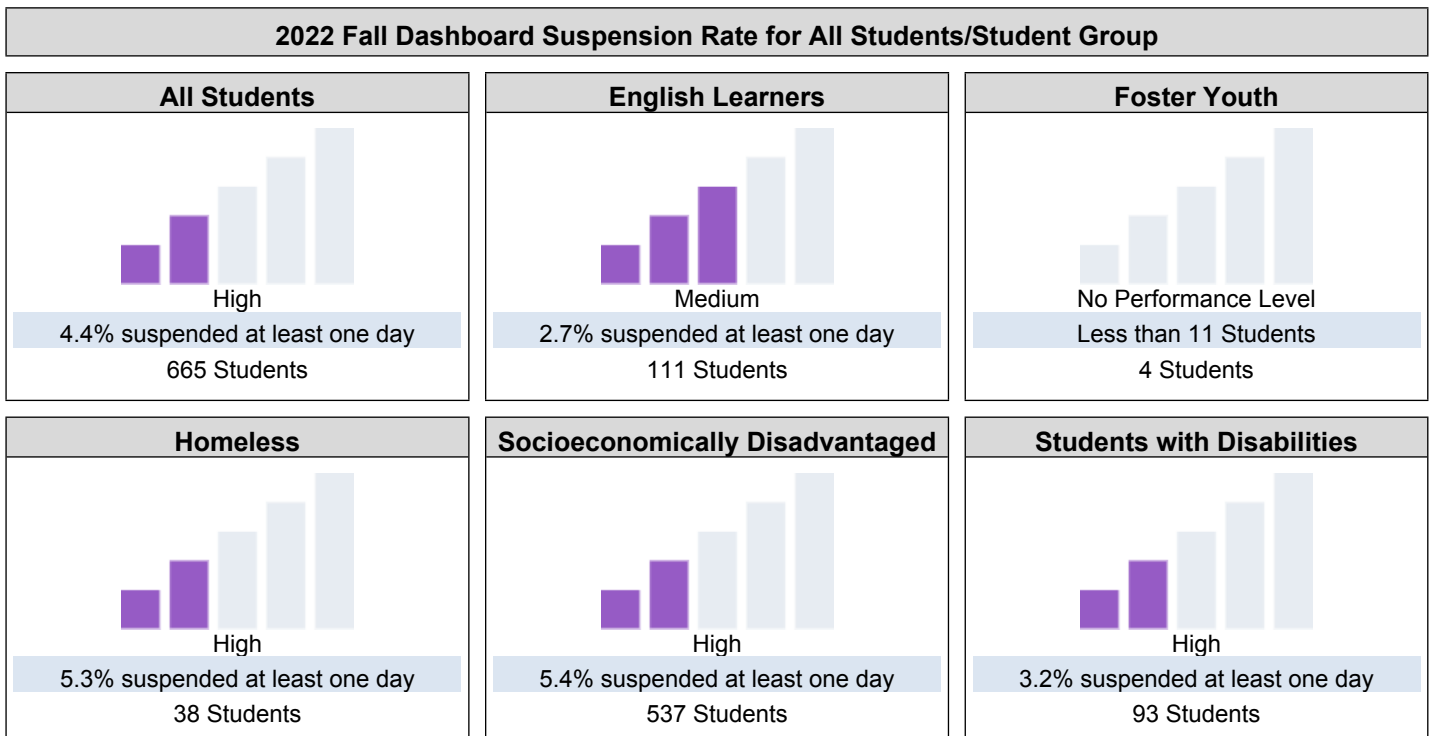 2022 Fall Dashboard Suspension Rate for All Students/Student Group
All Students
High
4.4% suspended at least one day
665 Students
English Learners
Medium
2.7% suspended at least one day
111 Students
Foster Youth
No Performance Level
Less than 11 Students
4 Students
Homeless
High
5.3% suspended at least one day
38 Students
Socioeconomically Disadvantaged
High
5.4% suspended at least one day
537 Students
Students with Disabilities
High
3.2% suspended at least one day
93 Students